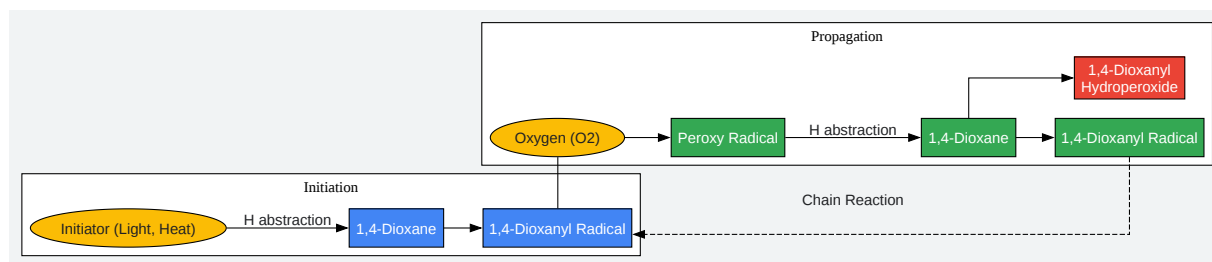 Propagation
1,4-Dioxanyl
Hydroperoxide
Oxygen (O2)
Peroxy Radical
H abstraction
1,4-Dioxane
1,4-Dioxanyl Radical
Initiation
Chain Reaction
Initiator (Light, Heat)
H abstraction
1,4-Dioxane
1,4-Dioxanyl Radical